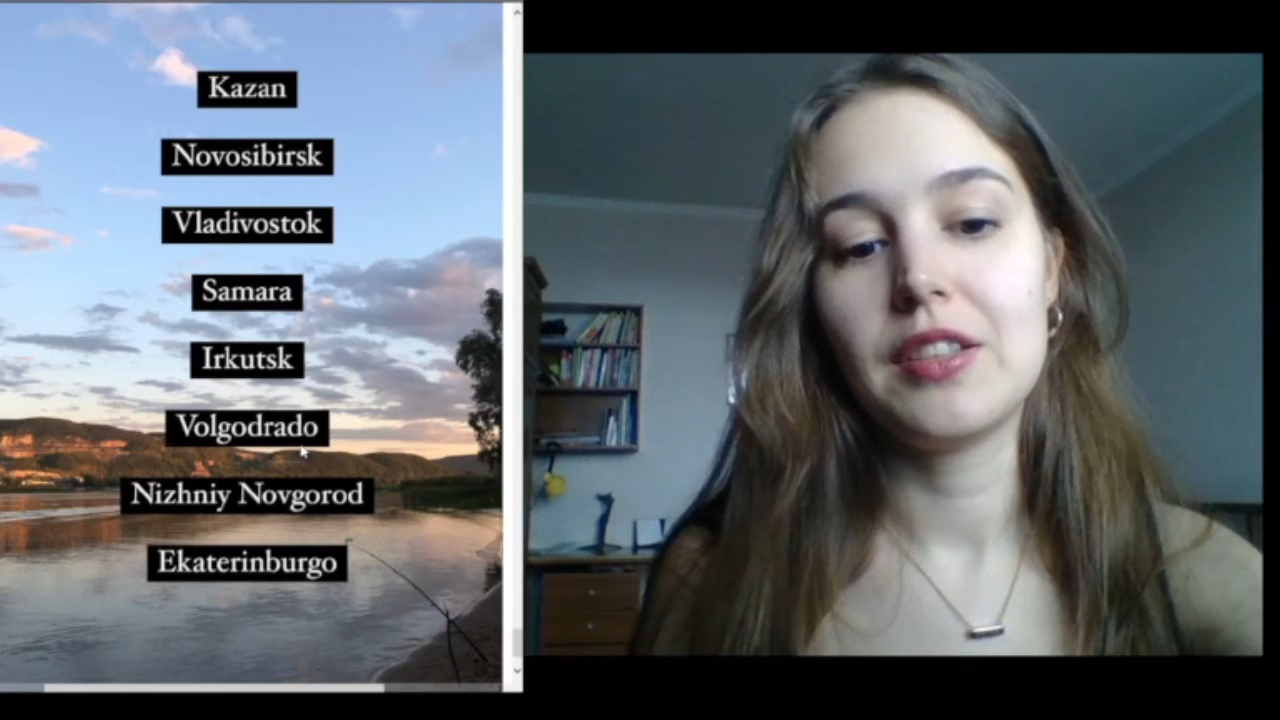 Kazan
Novosibirsk
Vladivostok
Samara
Irkutsk
Volgodrado
Nizhniy Novgorod
Ekaterinburgo